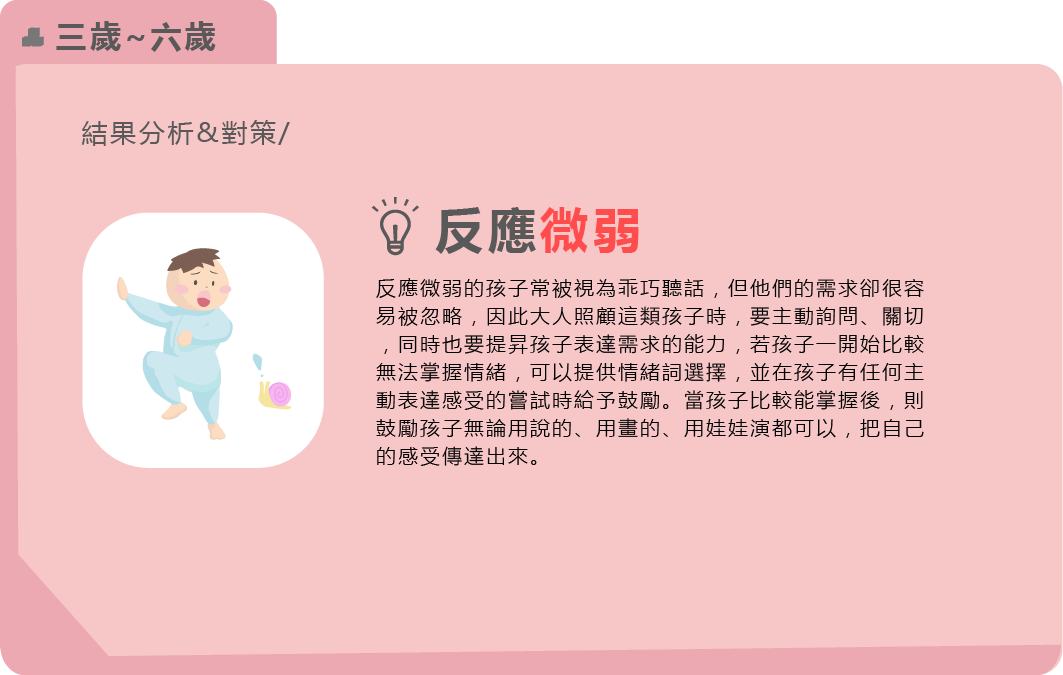 三歲~六歲
結果分析&對策/
反應微弱
反應微弱的孩子常被視為乖巧聽話，但他們的需求卻很容
易被忽略，因此大人照顧這類孩子時，要主動詢問、關切
，同時也要提昇孩子表達需求的能力，若孩子一開始比較
無法掌握情緒，可以提供情緒詞選擇，並在孩子有任何主
動表達感受的嘗試時給予鼓勵。當孩子比較能掌握後，則
鼓勵孩子無論用說的、用畫的、用娃娃演都可以，把自己
的感受傳達出來。